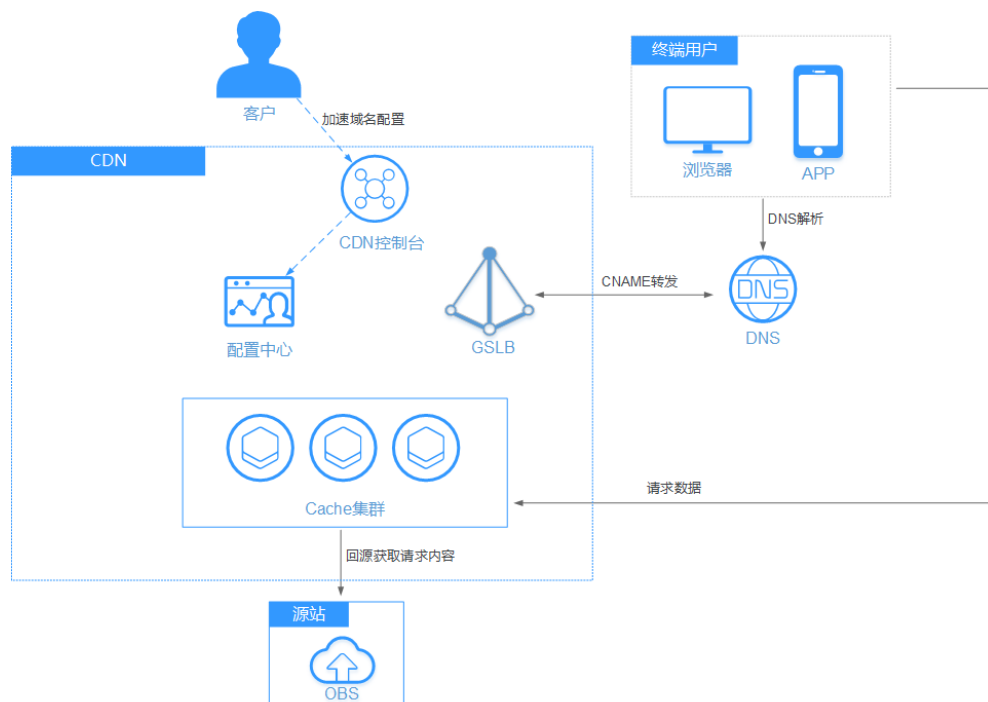 终端用户
客户
加速域名配置
CDN
浏览器
APP
DNS解析
CDN控制台
CNAME转发
DNS
配置中心
GSLB
DNS
请求数据
Cache集群
回源获取请求内容
源站
OBS